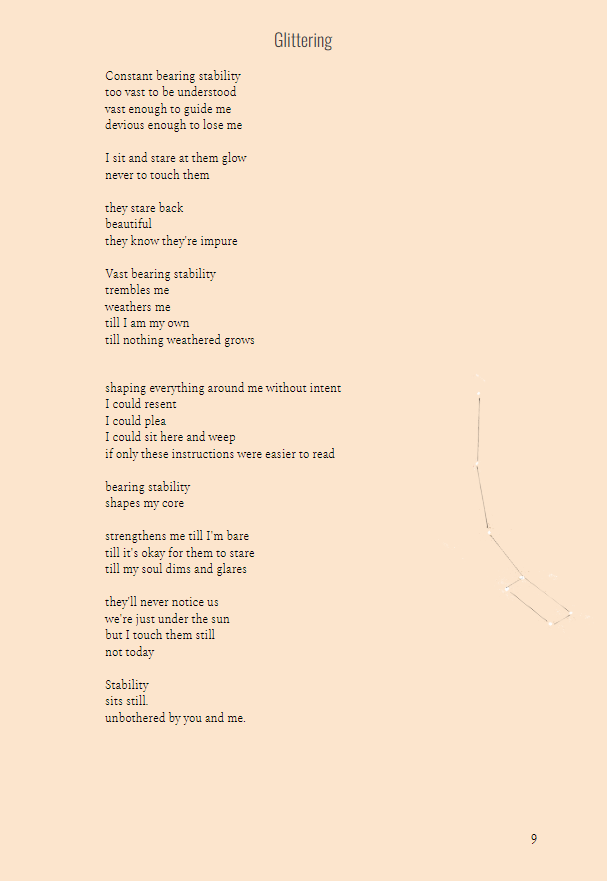 Glittering
Constant bearing stability
too vast to be understood
vast enough to guide me
devious enough to lose me
I sit and stare at them glow
never to touch them
they stare back
beautiful
they know they're impure
Vast bearing stability
trembles me
weathers me
till I am my own
till nothing weathered grows
shaping everything around me without intent
I could resent
I could plea
I could sit here and weep
if only these instructions were easier to read
bearing stability
shapes my core
strengthens me till I'm bare
till it's okay for them to stare
till my soul dims and glares
they'll never notice us
we're just under the sun
but I touch them still
not today
Stability
sits still.
unbothered by you and me.
9